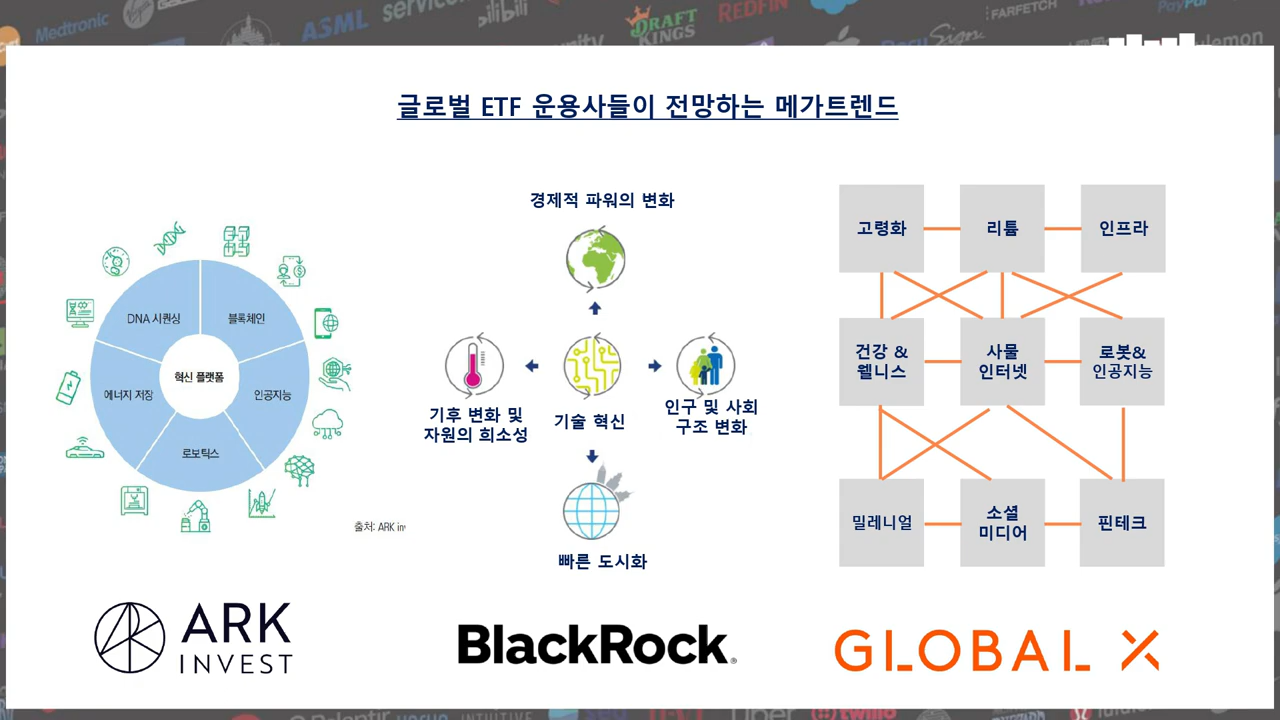 Medtronic
ASML
bilibili
DRAFT
KINGS
REDFIN
FARFETCH
PayPal
글로벌 ETF 운용사들이 전망하는 메가트렌드
DNA 시퀀싱
블록체인
에너지 저장
혁신 플랫폼
인공지능
로보틱스
출처: ARK inv
경제적 파워의 변화
기후 변화 및
자원의 희소성
기술 혁신
인구 및 사회
구조 변화
빠른 도시화
고령화
리튬
인프라
건강 &
웰니스
사물
인터넷
로봇&
인공지능
밀레니얼
소셜
미디어
핀테크
ARK
INVEST
BlackRock®
GLOBAL X
twilio